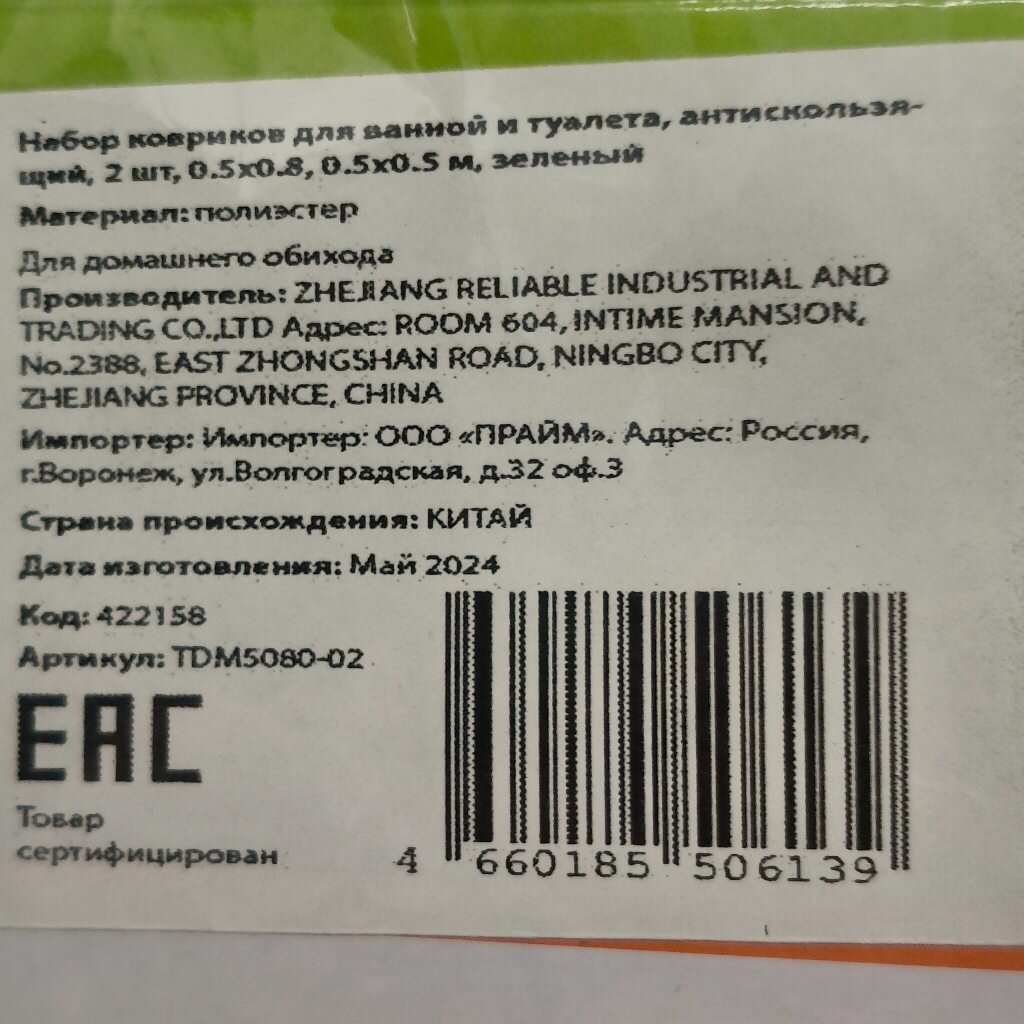 Набор ковриков для ванной и туалета, антискользя-
щий, 2 шт, 0.5х0.8, 0.5х0.5 м, зеленый
Материал: полиэстер
Для домашнего обихода
Производитель: ZHEJIANG RELIABLE INDUSTRIAL AND
TRADING CO.,LTD Адрес: ROOM 604, INTIME MANSION,
No.2388, EAST ZHONGSHAN ROAD, NINGBO CITY,
ZHEJIANG PROVINCE, CHINA
Импортер: Импортер: ООО «ПРАЙМ». Адрес: Россия,
г.Воронеж, ул.Волгоградская, д.32 оф.3
Страна происхождения: КИТАЙ
Дата изготовления: Май 2024
Код: 422158
Артикул: TDM5080-02
EAC
Товар
сертифицирован
4 660185 506139